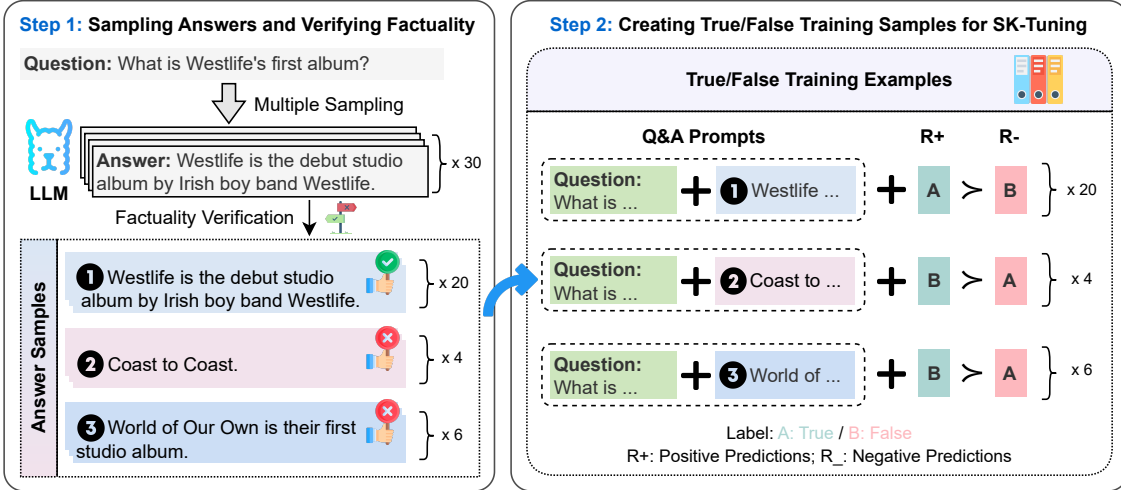 Step 1: Sampling Answers and Verifying Factuality
Question: What is Westlife's first album?
Multiple Sampling
LLM
Answer: Westlife is the debut studio
album by Irish boy band Westlife.
x 30
Factuality Verification
Answer Samples
1 Westlife is the debut studio
album by Irish boy band Westlife.
x 20
2 Coast to Coast.
x 4
3 World of Our Own is their first
studio album.
x 6
Step 2: Creating True/False Training Samples for SK-Tuning
True/False Training Examples
Q&A Prompts R+ R-
Question:
What is ...
+ 1 Westlife ... + A ≻ B x 20
Question:
What is ...
+ 2 Coast to ... + B ≻ A x 4
Question:
What is ...
+ 3 World of ... + B ≻ A x 6
Label: A: True / B: False
R+: Positive Predictions; R_: Negative Predictions